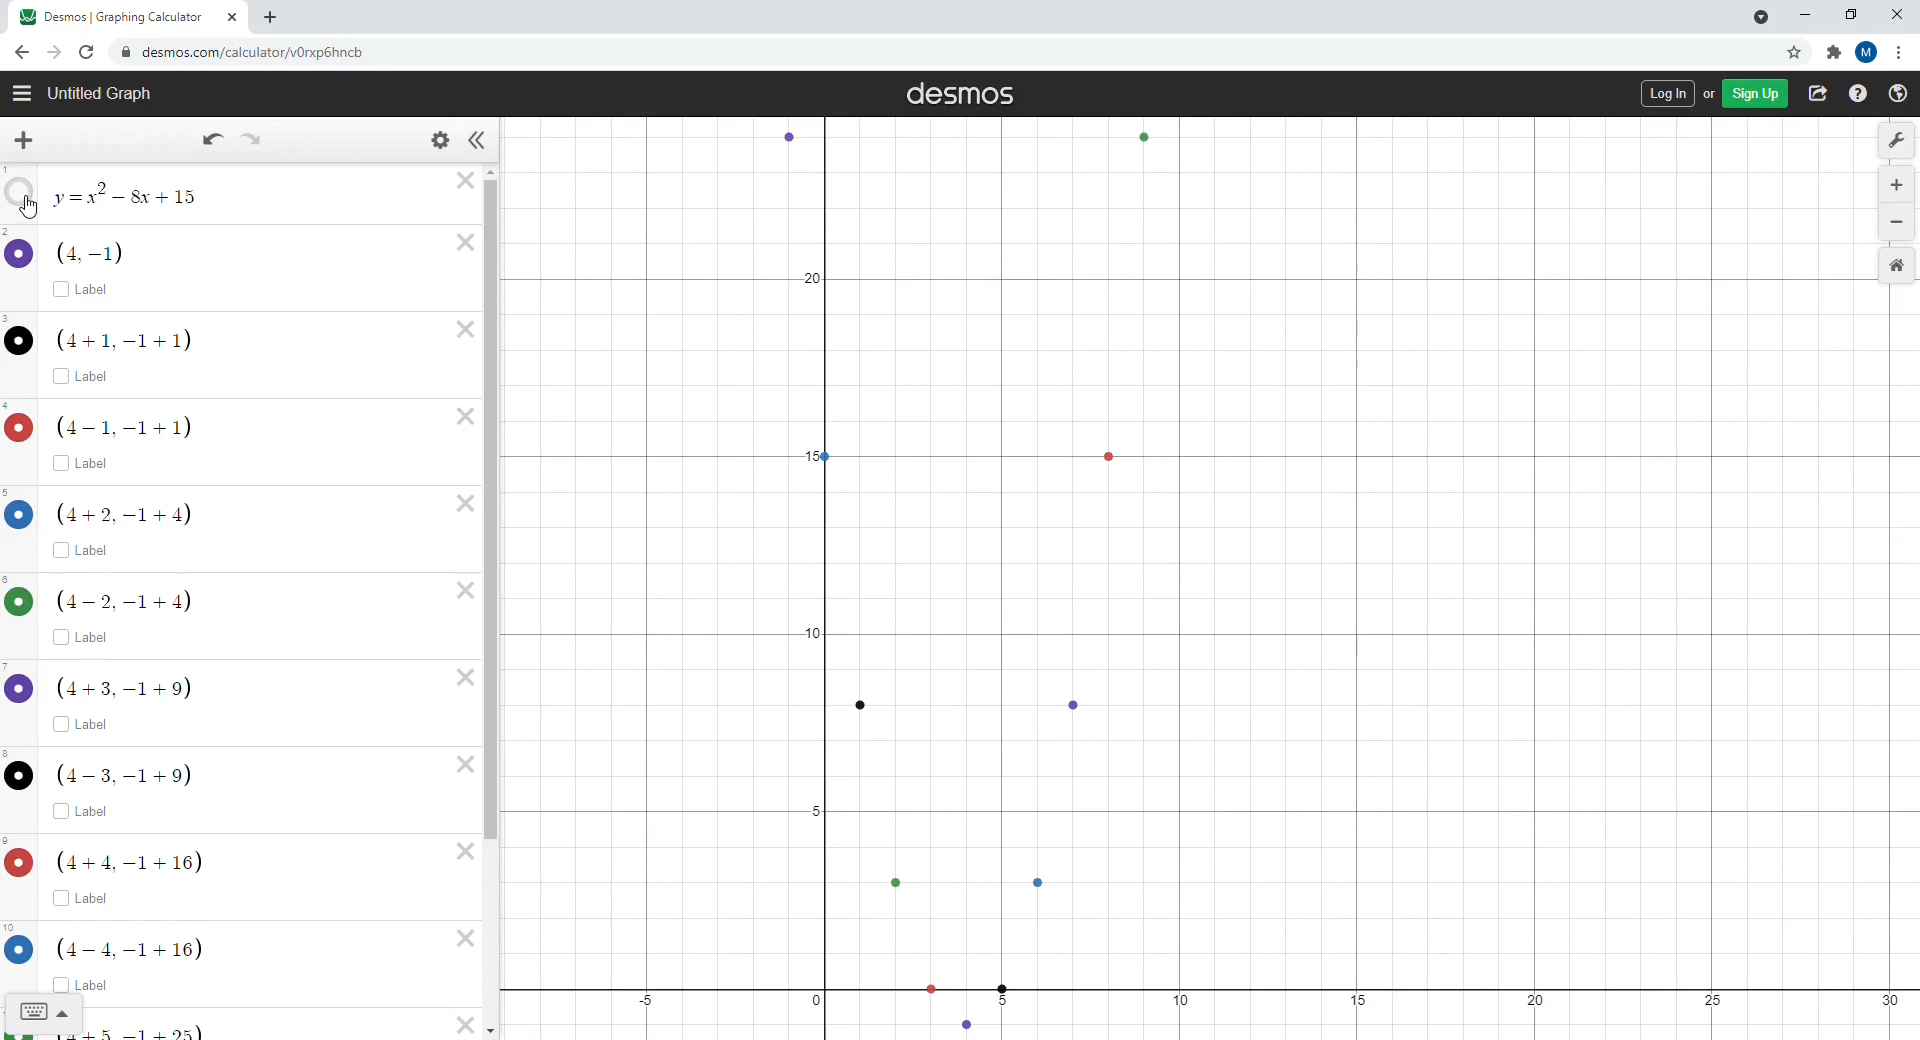 Desmos | Graphing Calculator
desmos.com/calculator/v0rxp6hncb
M
Untitled Graph
desmos
Log In or Sign Up
1
y = x² − 8x + 15
2
(4, −1)
Label
3
(4 + 1, −1 + 1)
Label
4
(4 − 1, −1 + 1)
Label
5
(4 + 2, −1 + 4)
Label
6
(4 − 2, −1 + 4)
Label
7
(4 + 3, −1 + 9)
Label
8
(4 − 3, −1 + 9)
Label
9
(4 + 4, −1 + 16)
Label
10
(4 − 4, −1 + 16)
Label
(4 + 5, −1 + 25)
20
15
10
5
-5 0 5 10 15 20 25 30